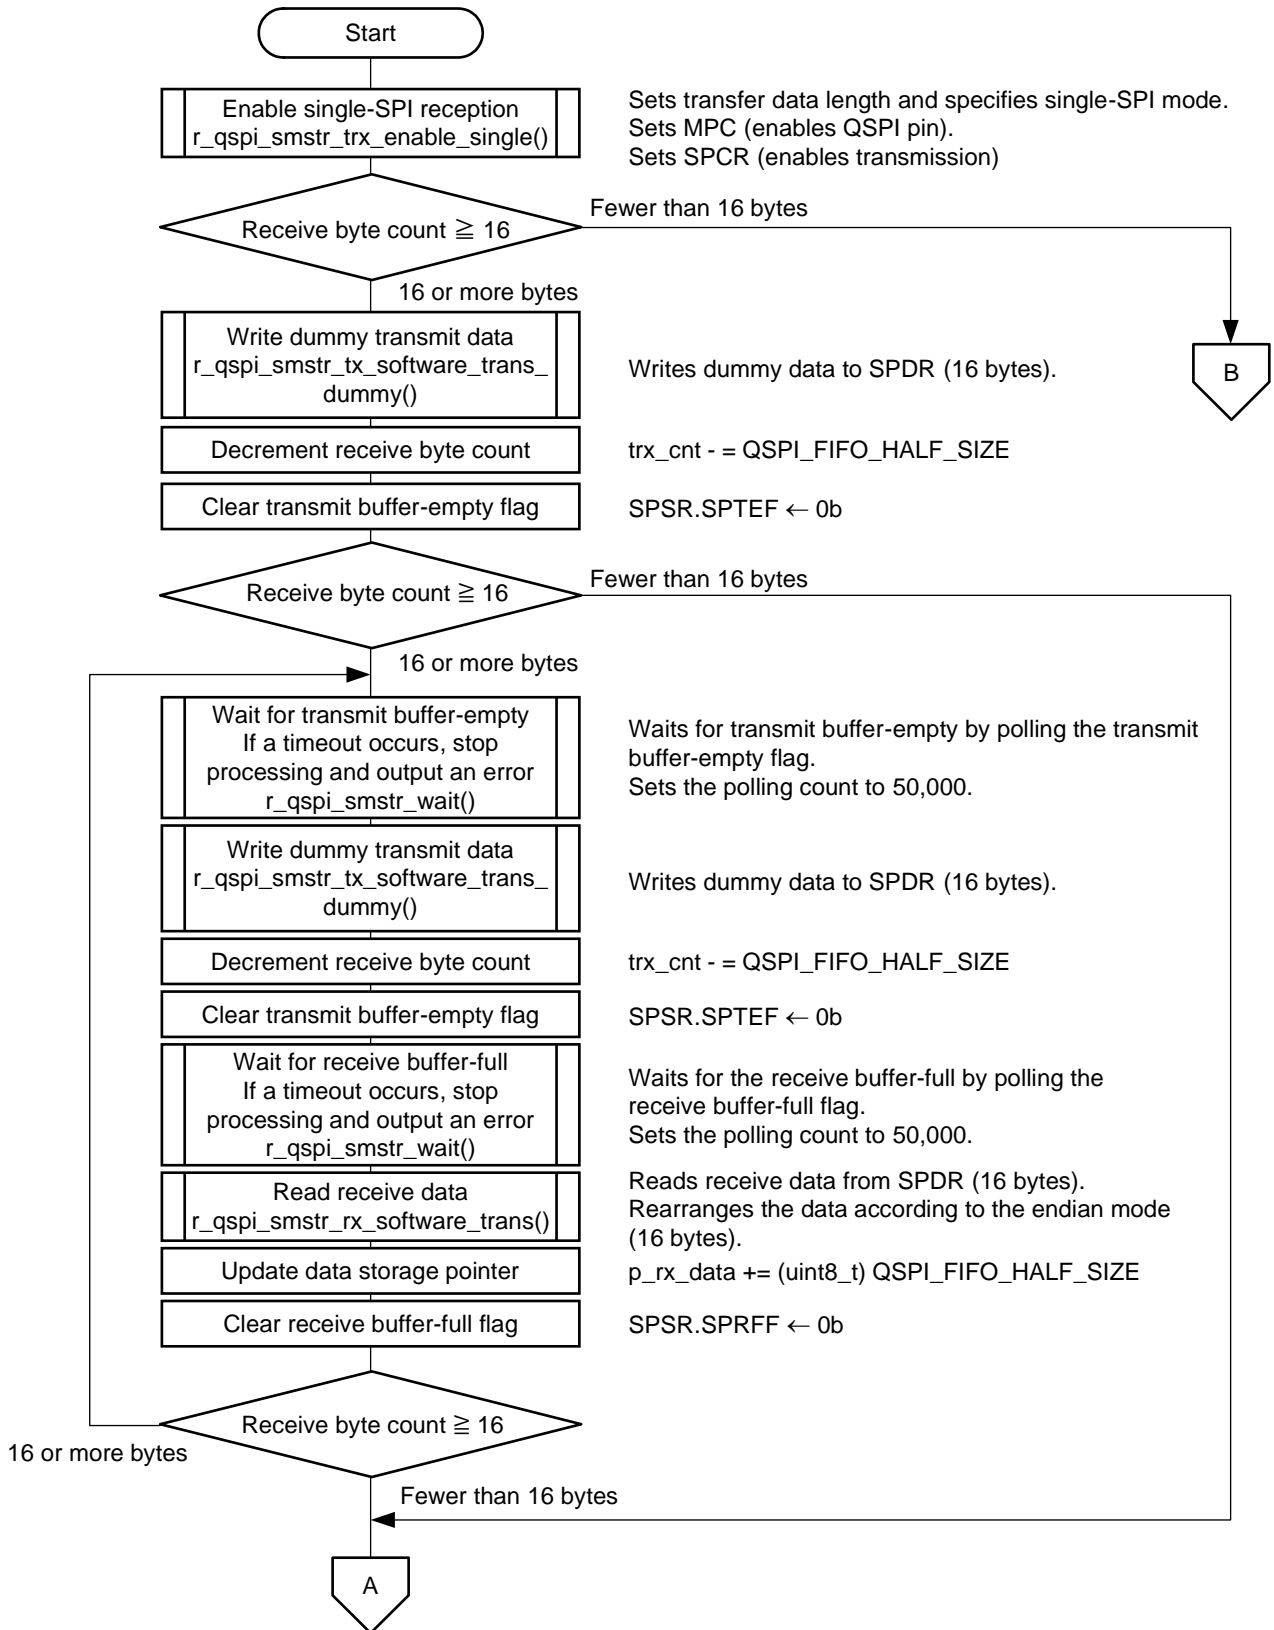 Start
Enable single-SPI reception
r_qspi_smstr_trx_enable_single()
Sets transfer data length and specifies single-SPI mode.
Sets MPC (enables QSPI pin).
Sets SPCR (enables transmission)
Receive byte count ≧ 16
Fewer than 16 bytes
16 or more bytes
Write dummy transmit data
r_qspi_smstr_tx_software_trans_
dummy()
Writes dummy data to SPDR (16 bytes).
B
Decrement receive byte count
trx_cnt - = QSPI_FIFO_HALF_SIZE
Clear transmit buffer-empty flag
SPSR.SPTEF ← 0b
Receive byte count ≧ 16
Fewer than 16 bytes
16 or more bytes
Wait for transmit buffer-empty
If a timeout occurs, stop
processing and output an error
r_qspi_smstr_wait()
Waits for transmit buffer-empty by polling the transmit
buffer-empty flag.
Sets the polling count to 50,000.
Write dummy transmit data
r_qspi_smstr_tx_software_trans_
dummy()
Writes dummy data to SPDR (16 bytes).
Decrement receive byte count
trx_cnt - = QSPI_FIFO_HALF_SIZE
Clear transmit buffer-empty flag
SPSR.SPTEF ← 0b
Wait for receive buffer-full
If a timeout occurs, stop
processing and output an error
r_qspi_smstr_wait()
Waits for the receive buffer-full by polling the
receive buffer-full flag.
Sets the polling count to 50,000.
Read receive data
r_qspi_smstr_rx_software_trans()
Reads receive data from SPDR (16 bytes).
Rearranges the data according to the endian mode
(16 bytes).
Update data storage pointer
p_rx_data += (uint8_t) QSPI_FIFO_HALF_SIZE
Clear receive buffer-full flag
SPSR.SPRFF ← 0b
Receive byte count ≧ 16
16 or more bytes
Fewer than 16 bytes
A